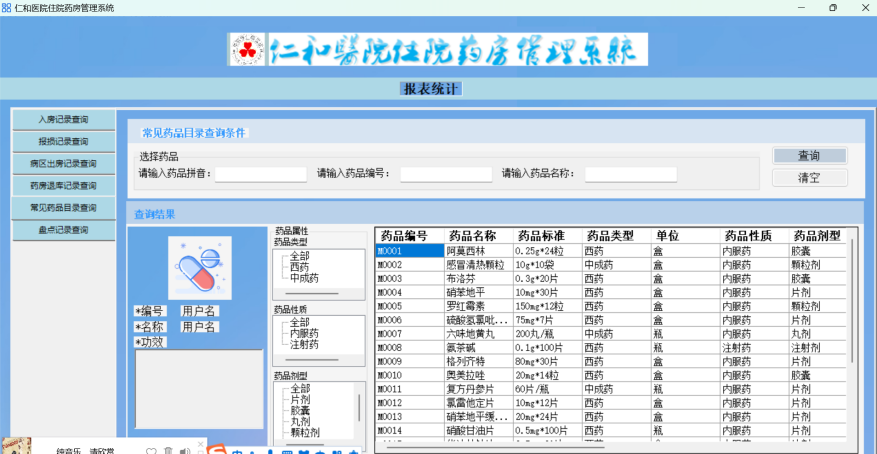 仁和医院住院药房管理系统
仁和醫院住院药房管理系統
报表统计
入房记录查询
报损记录查询
病区出房记录查询
药房退库记录查询
常见药品目录查询
盘点记录查询
常见药品目录查询条件
选择药品
请输入药品拼音： 请输入药品编号： 请输入药品名称：
查询
清空
查询结果
*编号 用户名
*名称 用户名
*功效
药品属性
药品类型
全部
西药
中成药
药品性质
全部
内服药
注射药
药品剂型
全部
片剂
胶囊
丸剂
颗粒剂
药品编号 药品名称 药品标准 药品类型 单位 药品性质 药品剂型
M0001 阿莫西林 0.25g*24粒 西药 盒 内服药 胶囊
M0002 感冒清热颗粒 10g*10袋 中成药 盒 内服药 颗粒剂
M0003 布洛芬 0.3g*20片 西药 盒 内服药 胶囊
M0004 硝苯地平 10mg*30片 西药 盒 内服药 片剂
M0005 罗红霉素 150mg*12粒 西药 盒 内服药 颗粒剂
M0006 硫酸氢氯吡... 75mg*7片 西药 盒 内服药 片剂
M0007 六味地黄丸 200丸/瓶 中成药 瓶 内服药 丸剂
M0008 氨茶碱 0.1g*100片 西药 瓶 注射药 注射剂
M0009 格列齐特 80mg*30片 西药 盒 内服药 片剂
M0010 奥美拉唑 20mg*14粒 西药 瓶 内服药 胶囊
M0011 复方丹参片 60片/瓶 中成药 瓶 内服药 片剂
M0012 氯雷他定片 10mg*12片 西药 盒 内服药 片剂
M0013 硝苯地平缓... 20mg*24片 西药 盒 内服药 片剂
M0014 硝酸甘油片 0.5mg*100片 西药 瓶 内服药 片剂
纯音乐，请欣赏